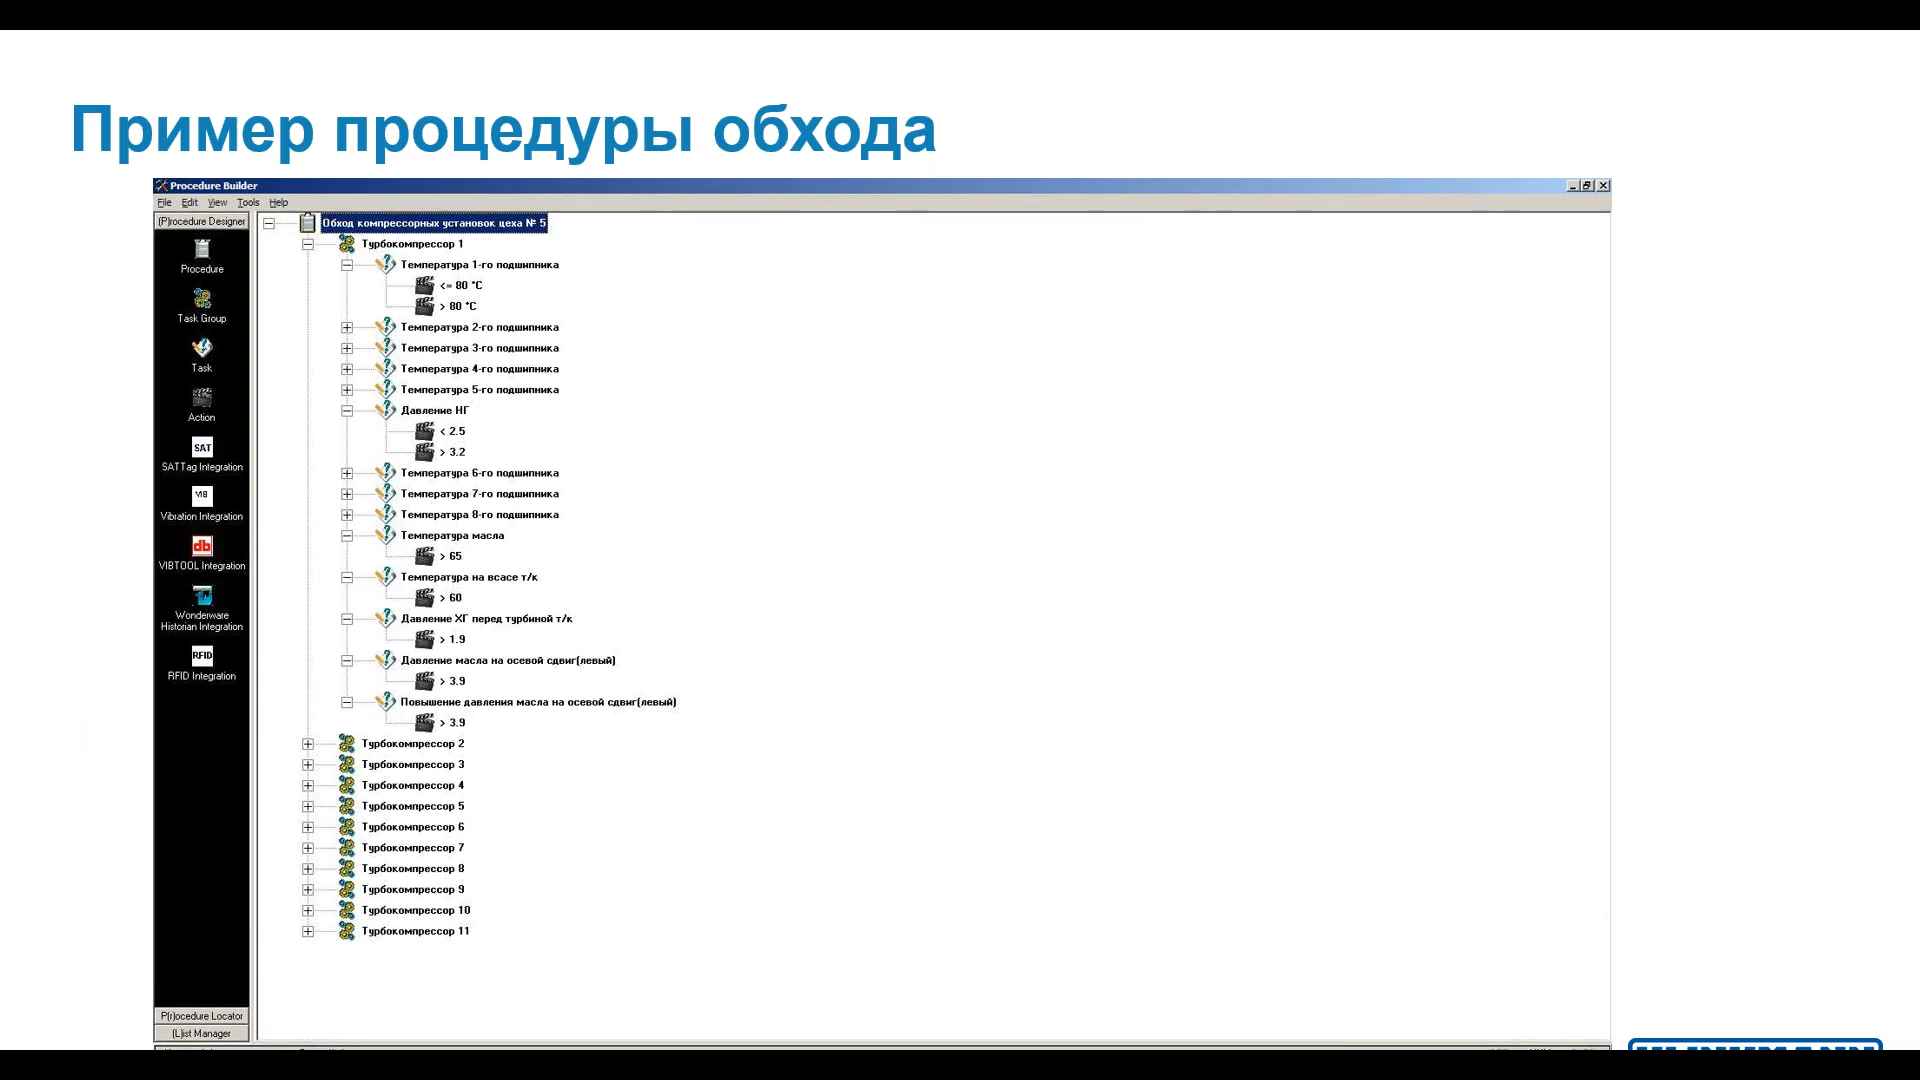 Пример процедуры обхода
Procedure Builder
File Edit View Tools Help
(P)rocedure Designer
Procedure
Task Group
Task
Action
SAT
SATTag Integration
VIB
Vibration Integration
db
VIBTOOL Integration
Wonderware
Historian Integration
RFID
RFID Integration
P(r)ocedure Locator
(L)ist Manager
Обход компрессорных установок цеха № 5
Турбокомпрессор 1
Температура 1-го подшипника
<= 80 °C
> 80 °C
Температура 2-го подшипника
Температура 3-го подшипника
Температура 4-го подшипника
Температура 5-го подшипника
Давление НГ
< 2.5
> 3.2
Температура 6-го подшипника
Температура 7-го подшипника
Температура 8-го подшипника
Температура масла
> 65
Температура на всасе т/к
> 60
Давление ХГ перед турбиной т/к
> 1.9
Давление масла на осевой сдвиг(левый)
> 3.9
Повышение давления масла на осевой сдвиг(левый)
> 3.9
Турбокомпрессор 2
Турбокомпрессор 3
Турбокомпрессор 4
Турбокомпрессор 5
Турбокомпрессор 6
Турбокомпрессор 7
Турбокомпрессор 8
Турбокомпрессор 9
Турбокомпрессор 10
Турбокомпрессор 11